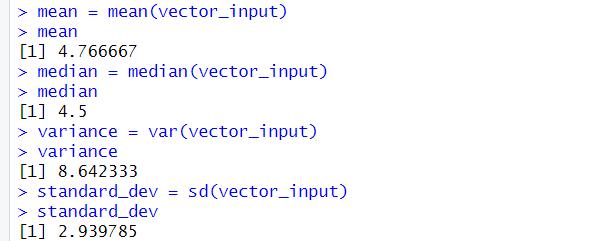 > mean = mean(vector_input)
> mean
[1] 4.766667
> median = median(vector_input)
> median
[1] 4.5
> variance = var(vector_input)
> variance
[1] 8.642333
> standard_dev = sd(vector_input)
> standard_dev
[1] 2.939785